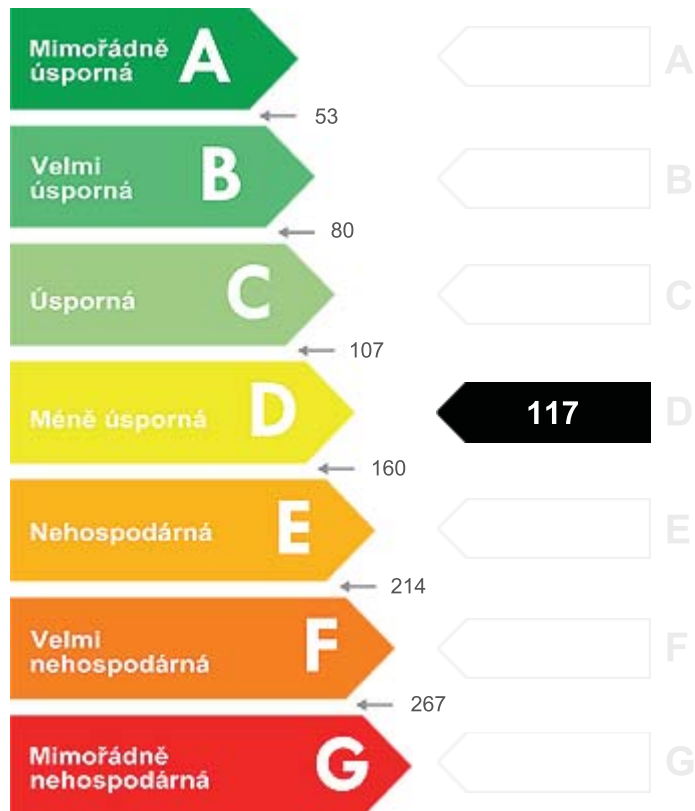 Mimořádně
úsporná
A
A
53
Velmi
úsporná
B
B
80
Úsporná
C
C
107
Méně úsporná
D
117
D
160
Nehospodárná
E
E
214
Velmi
nehospodárná
F
F
267
Mimořádně
nehospodárná
G
G